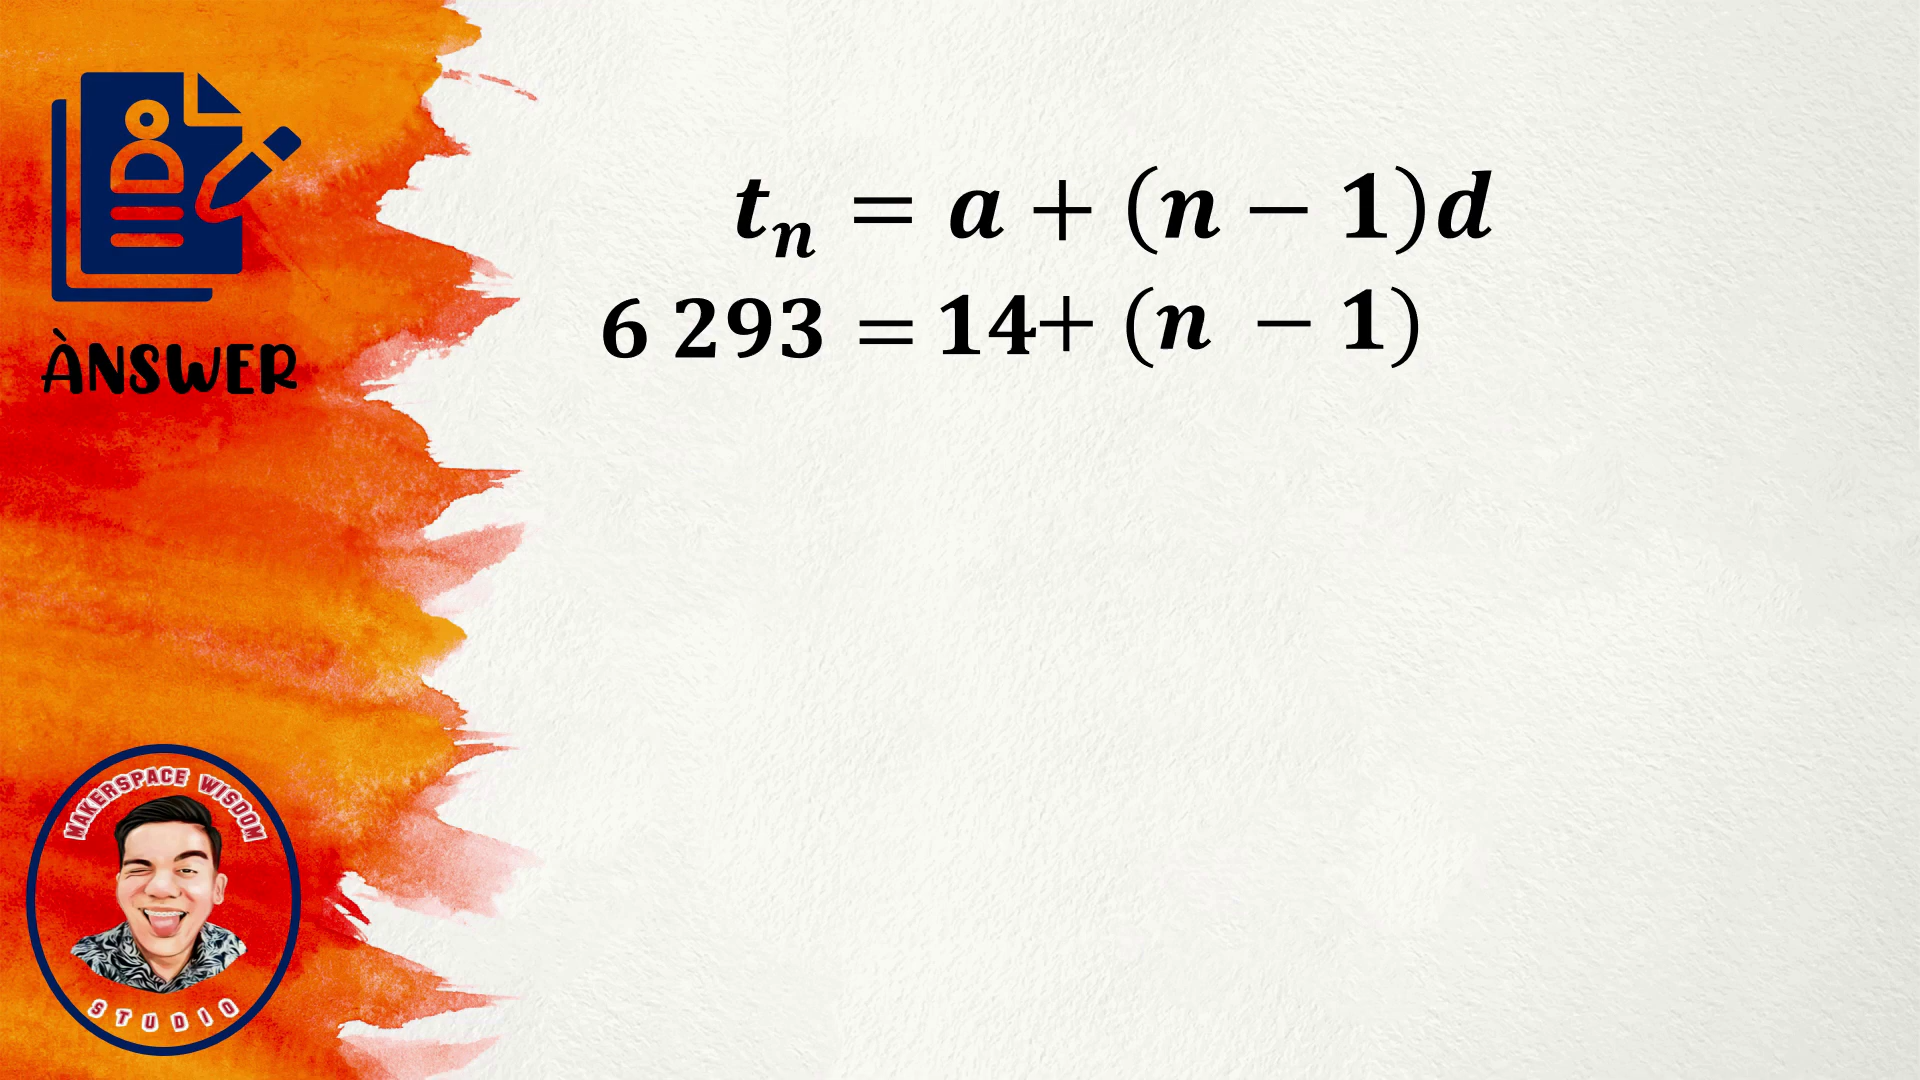 ÀNSWER
tₙ = a + (n − 1)d
6 293 = 14+ (n − 1)
MAKERSPACE WISDOM
STUDIO